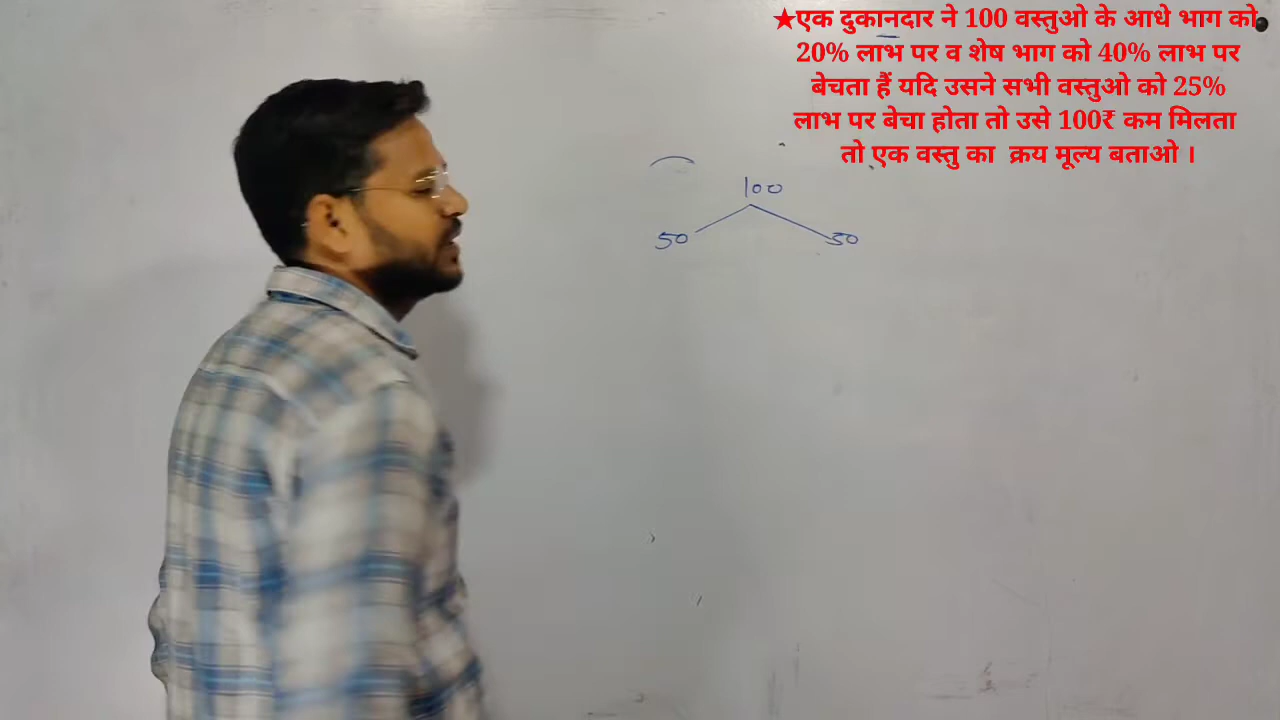 ★एक दुकानदार ने 100 वस्तुओ के आधे भाग को
20% लाभ पर व शेष भाग को 40% लाभ पर
बेचता हैं यदि उसने सभी वस्तुओ को 25%
लाभ पर बेचा होता तो उसे 100₹ कम मिलता
तो एक वस्तु का क्रय मूल्य बताओ ।
100
50 50